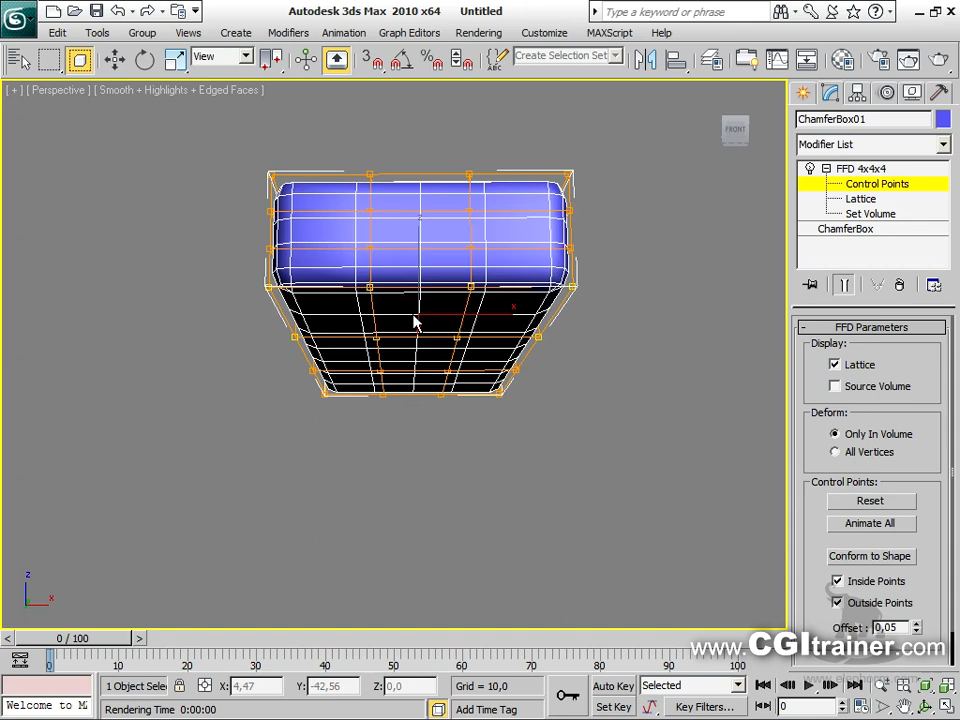 Autodesk 3ds Max 2010 x64 Untitled
Type a keyword or phrase
Edit Tools Group Views Create Modifiers Animation Graph Editors Rendering Customize MAXScript Help
View
3
Create Selection Set
[ + ] [ Perspective ] [ Smooth + Highlights + Edged Faces ]
FRONT
x
z
x
ChamferBox01
Modifier List
FFD 4x4x4
Control Points
Lattice
Set Volume
ChamferBox
FFD Parameters
Display:
Lattice
Source Volume
Deform:
Only In Volume
All Vertices
Control Points:
Reset
Animate All
Conform to Shape
Inside Points
Outside Points
Offset : 0,05
www.CGItrainer.com
0 / 100
0 10 20 30 40 50 60 70 80 90 100
1 Object Selec
X: 4,47 Y: -42,56 Z: 0,0
Grid = 10,0
Auto Key
Selected
Welcome to M
Rendering Time 0:00:00
Add Time Tag
Set Key
Key Filters...
0